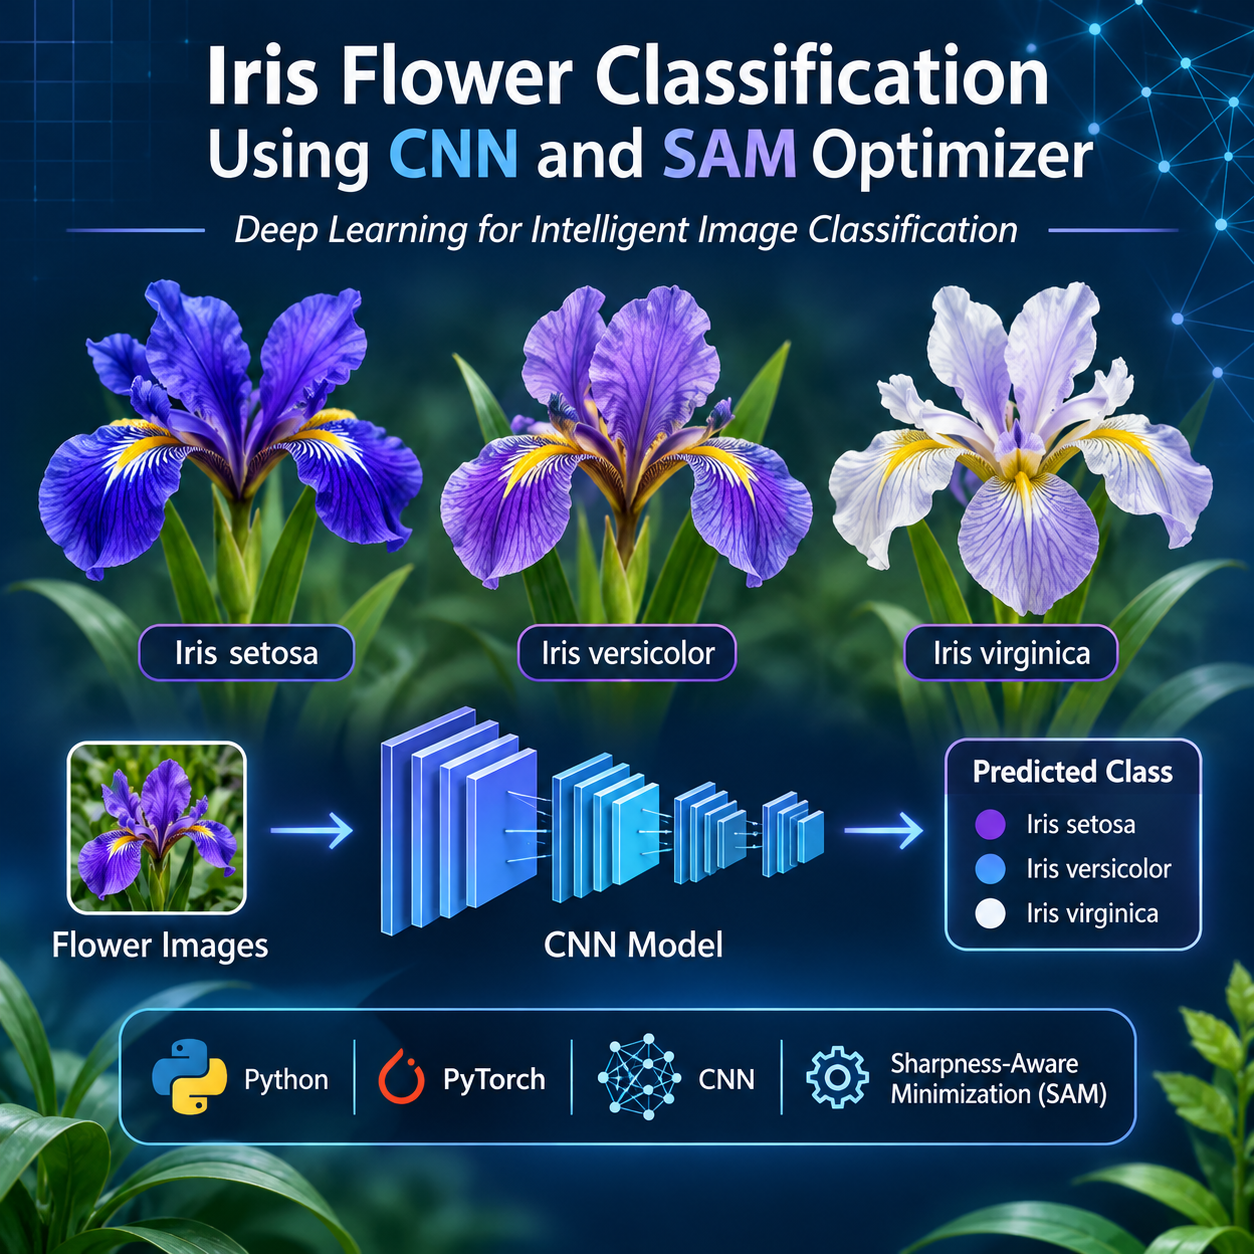 Iris Flower Classification
Using CNN and SAM Optimizer
Deep Learning for Intelligent Image Classification
Iris setosa
Iris versicolor
Iris virginica
Flower Images
CNN Model
Predicted Class
Iris setosa
Iris versicolor
Iris virginica
Python
PyTorch
CNN
Sharpness-Aware
Minimization (SAM)